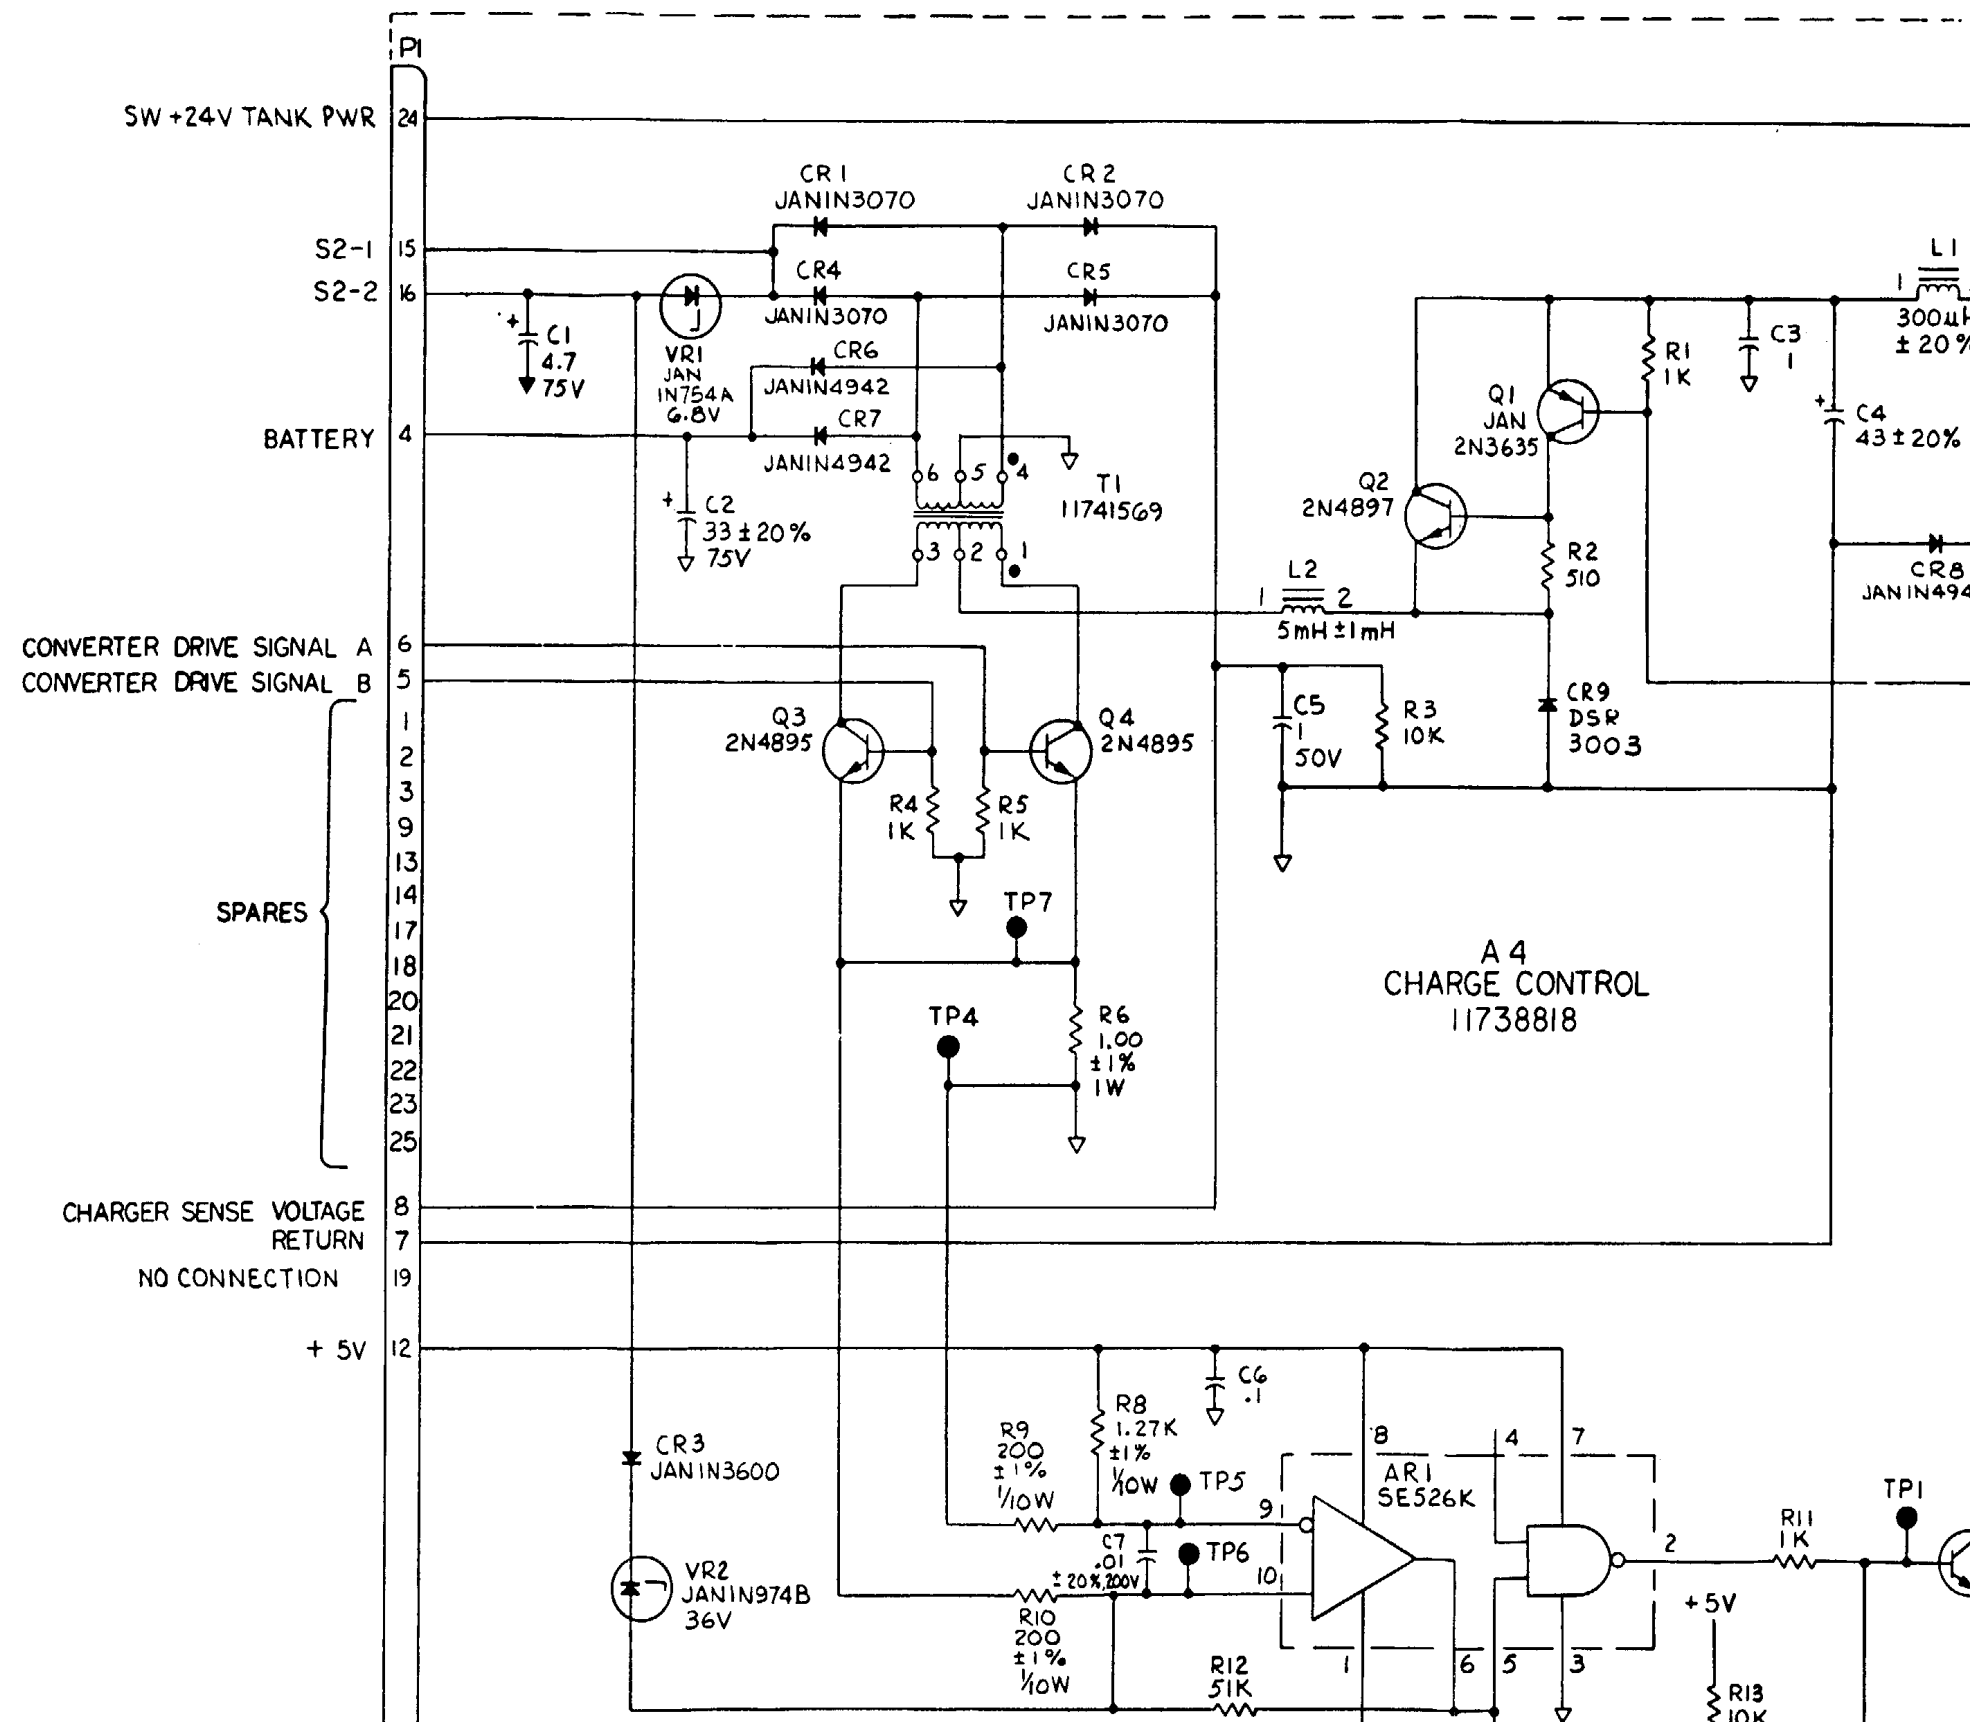 P1
SW +24V TANK PWR 24
CR1
JAN1N3070
CR2
JAN1N3070
S2-1 15
S2-2 16
CR4
JAN1N3070
CR5
JAN1N3070
+
C1
4.7
75V
VR1
JAN
1N754A
6.8V
CR6
JAN1N4942
CR7
JAN1N4942
BATTERY 4
+
C2
33±20%
75V
6
5
4
3
2
1
T1
11741569
L1
1
300µH
±20%
R1
1K
C3
1
Q1
JAN
2N3635
+
C4
43±20%
Q2
2N4897
R2
510
CR8
L2
1
2
5mH±1mH
CONVERTER DRIVE SIGNAL A 6
CONVERTER DRIVE SIGNAL B 5
SPARES
1
2
3
9
13
14
17
18
20
21
22
23
25
Q3
2N4895
Q4
2N4895
C5
1
50V
R3
10K
CR9
DSR
3003
R4
1K
R5
1K
TP7
TP4
R6
1.00
±1%
1W
A4
CHARGE CONTROL
11738818
CHARGER SENSE VOLTAGE 8
RETURN 7
NO CONNECTION 19
+ 5V 12
C6
.1
CR3
JAN1N3600
R9
200
±1%
1/10W
R8
1.27K
±1%
1/10W
TP5
8
4
7
AR1
SE526K
9
C7
.01
±20%,200V
TP6
10
VR2
JAN1N974B
36V
R10
200
±1%
1/10W
R12
51K
1
6
5
3
2
R11
1K
TP1
+5V
R13
10K